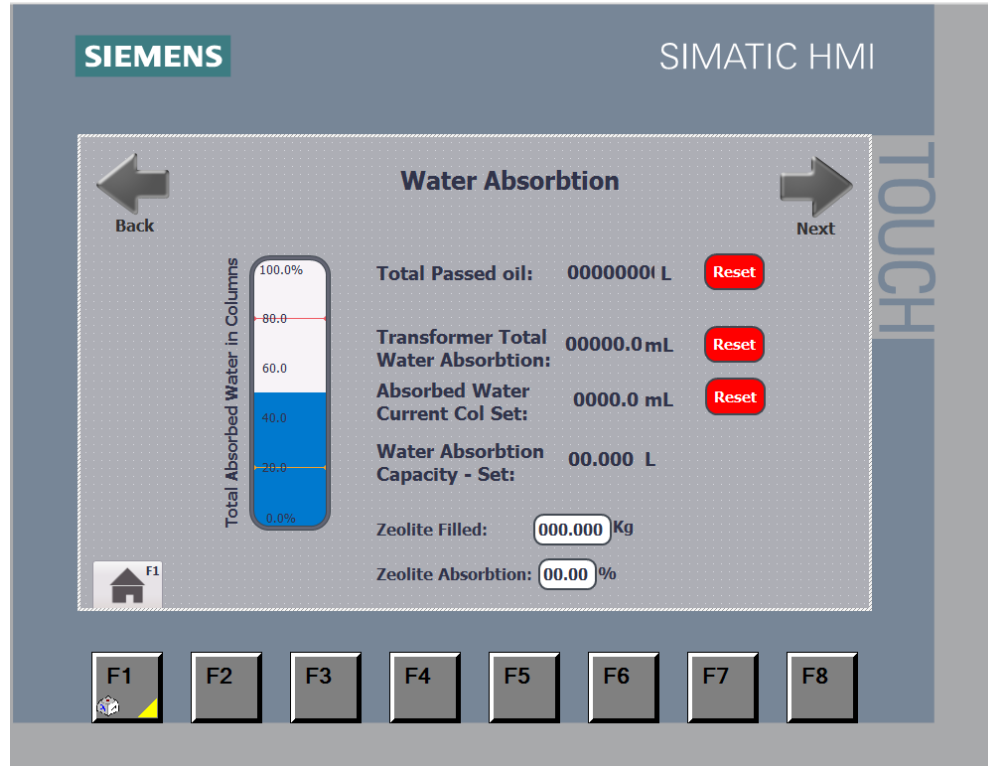 SIEMENS
SIMATIC HMI
TOUCH
Water Absorbtion
Back
Next
Total Absorbed Water in Columns
100.0%
80.0
60.0
40.0
20.0
0.0%
Total Passed oil: 0000000 L Reset
Transformer Total
Water Absorbtion: 00000.0 mL Reset
Absorbed Water
Current Col Set: 0000.0 mL Reset
Water Absorbtion
Capacity - Set: 00.000 L
Zeolite Filled: 000.000 Kg
Zeolite Absorbtion: 00.00 %
F1
F1 F2 F3 F4 F5 F6 F7 F8